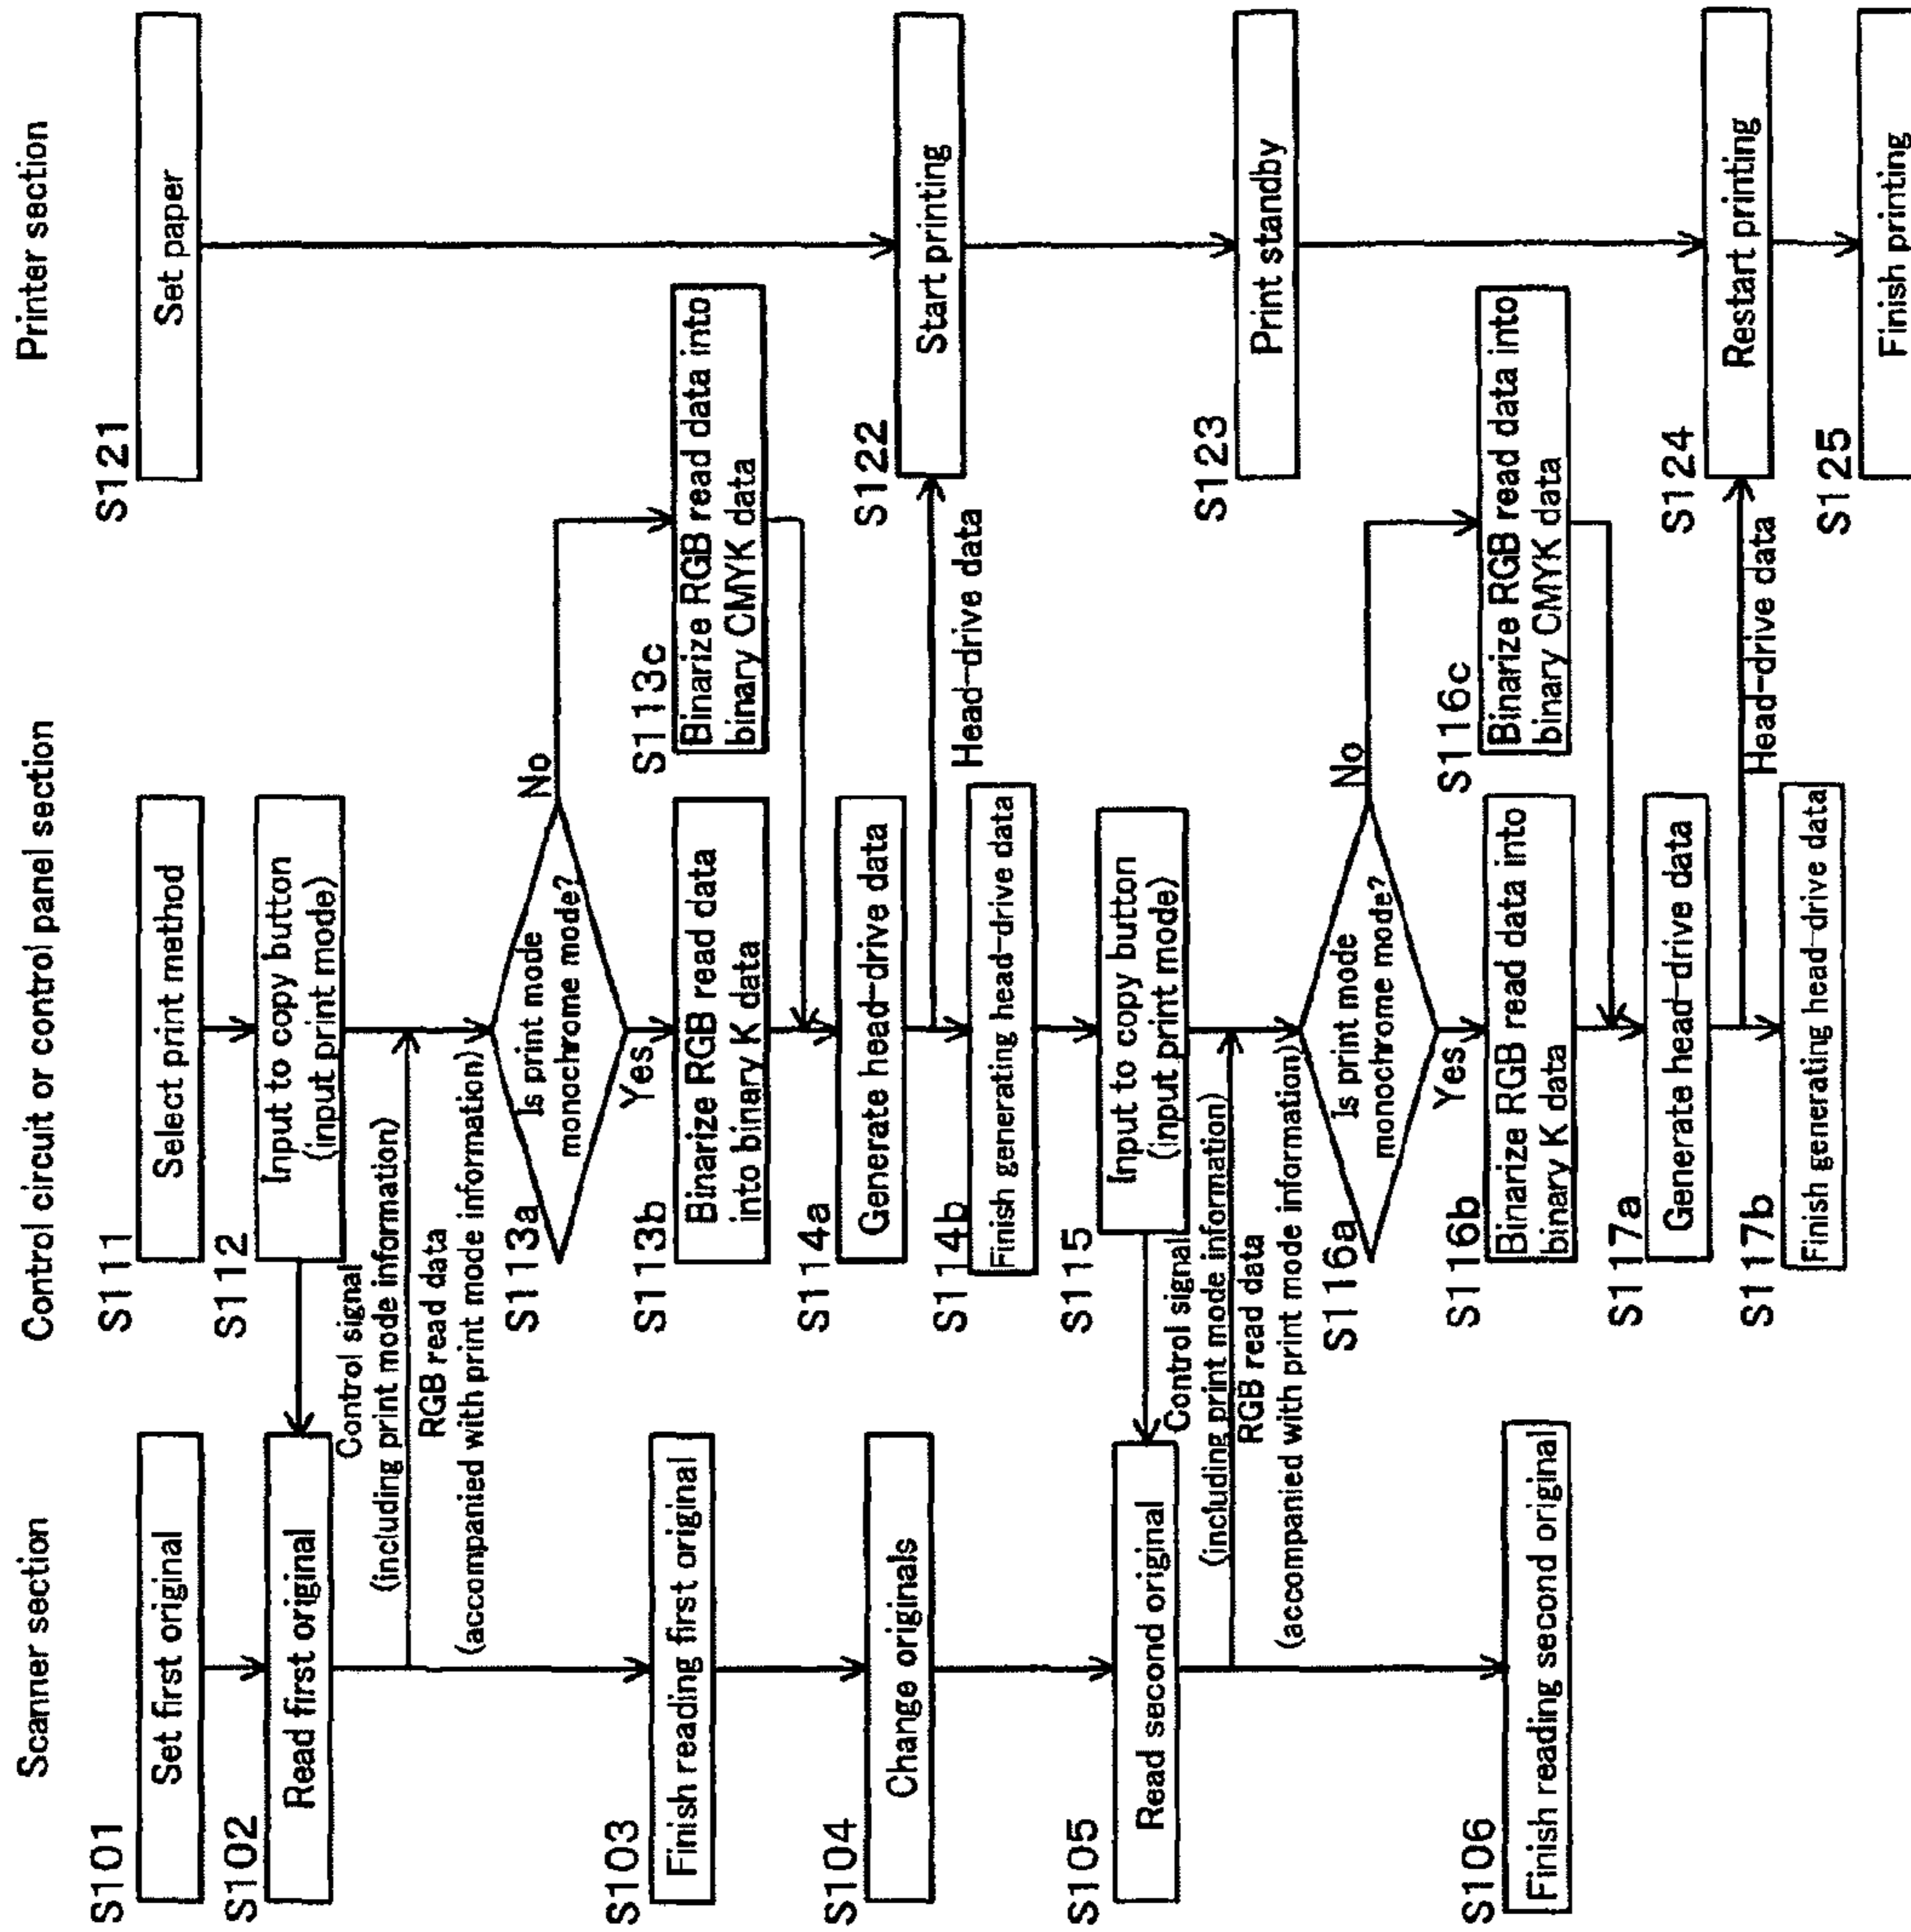 Scanner section
S101
Set first original
S102
Read first original
Control signal
(including print mode information)
RGB read data
(accompanied with print mode information)
S103
Finish reading first original
S104
Change originals
S105
Read second original
Control signal
(including print mode information)
RGB read data
(accompanied with print mode information)
S106
Finish reading second original
Control circuit or control panel section
S111
Select print method
S112
Input to copy button
(input print mode)
S113a
Is print mode
monochrome mode?
No
Yes
S113b
Binarize RGB read data
into binary K data
S113c
Binarize RGB read data into
binary CMYK data
S114a
Generate head-drive data
Head-drive data
S114b
Finish generating head-drive data
S115
Input to copy button
(input print mode)
S116a
Is print mode
monochrome mode?
No
Yes
S116b
Binarize RGB read data into
binary K data
S116c
Binarize RGB read data into
binary CMYK data
S117a
Generate head-drive data
Head-drive data
S117b
Finish generating head-drive data
Printer section
S121
Set paper
S122
Start printing
S123
Print standby
S124
Restart printing
S125
Finish printing